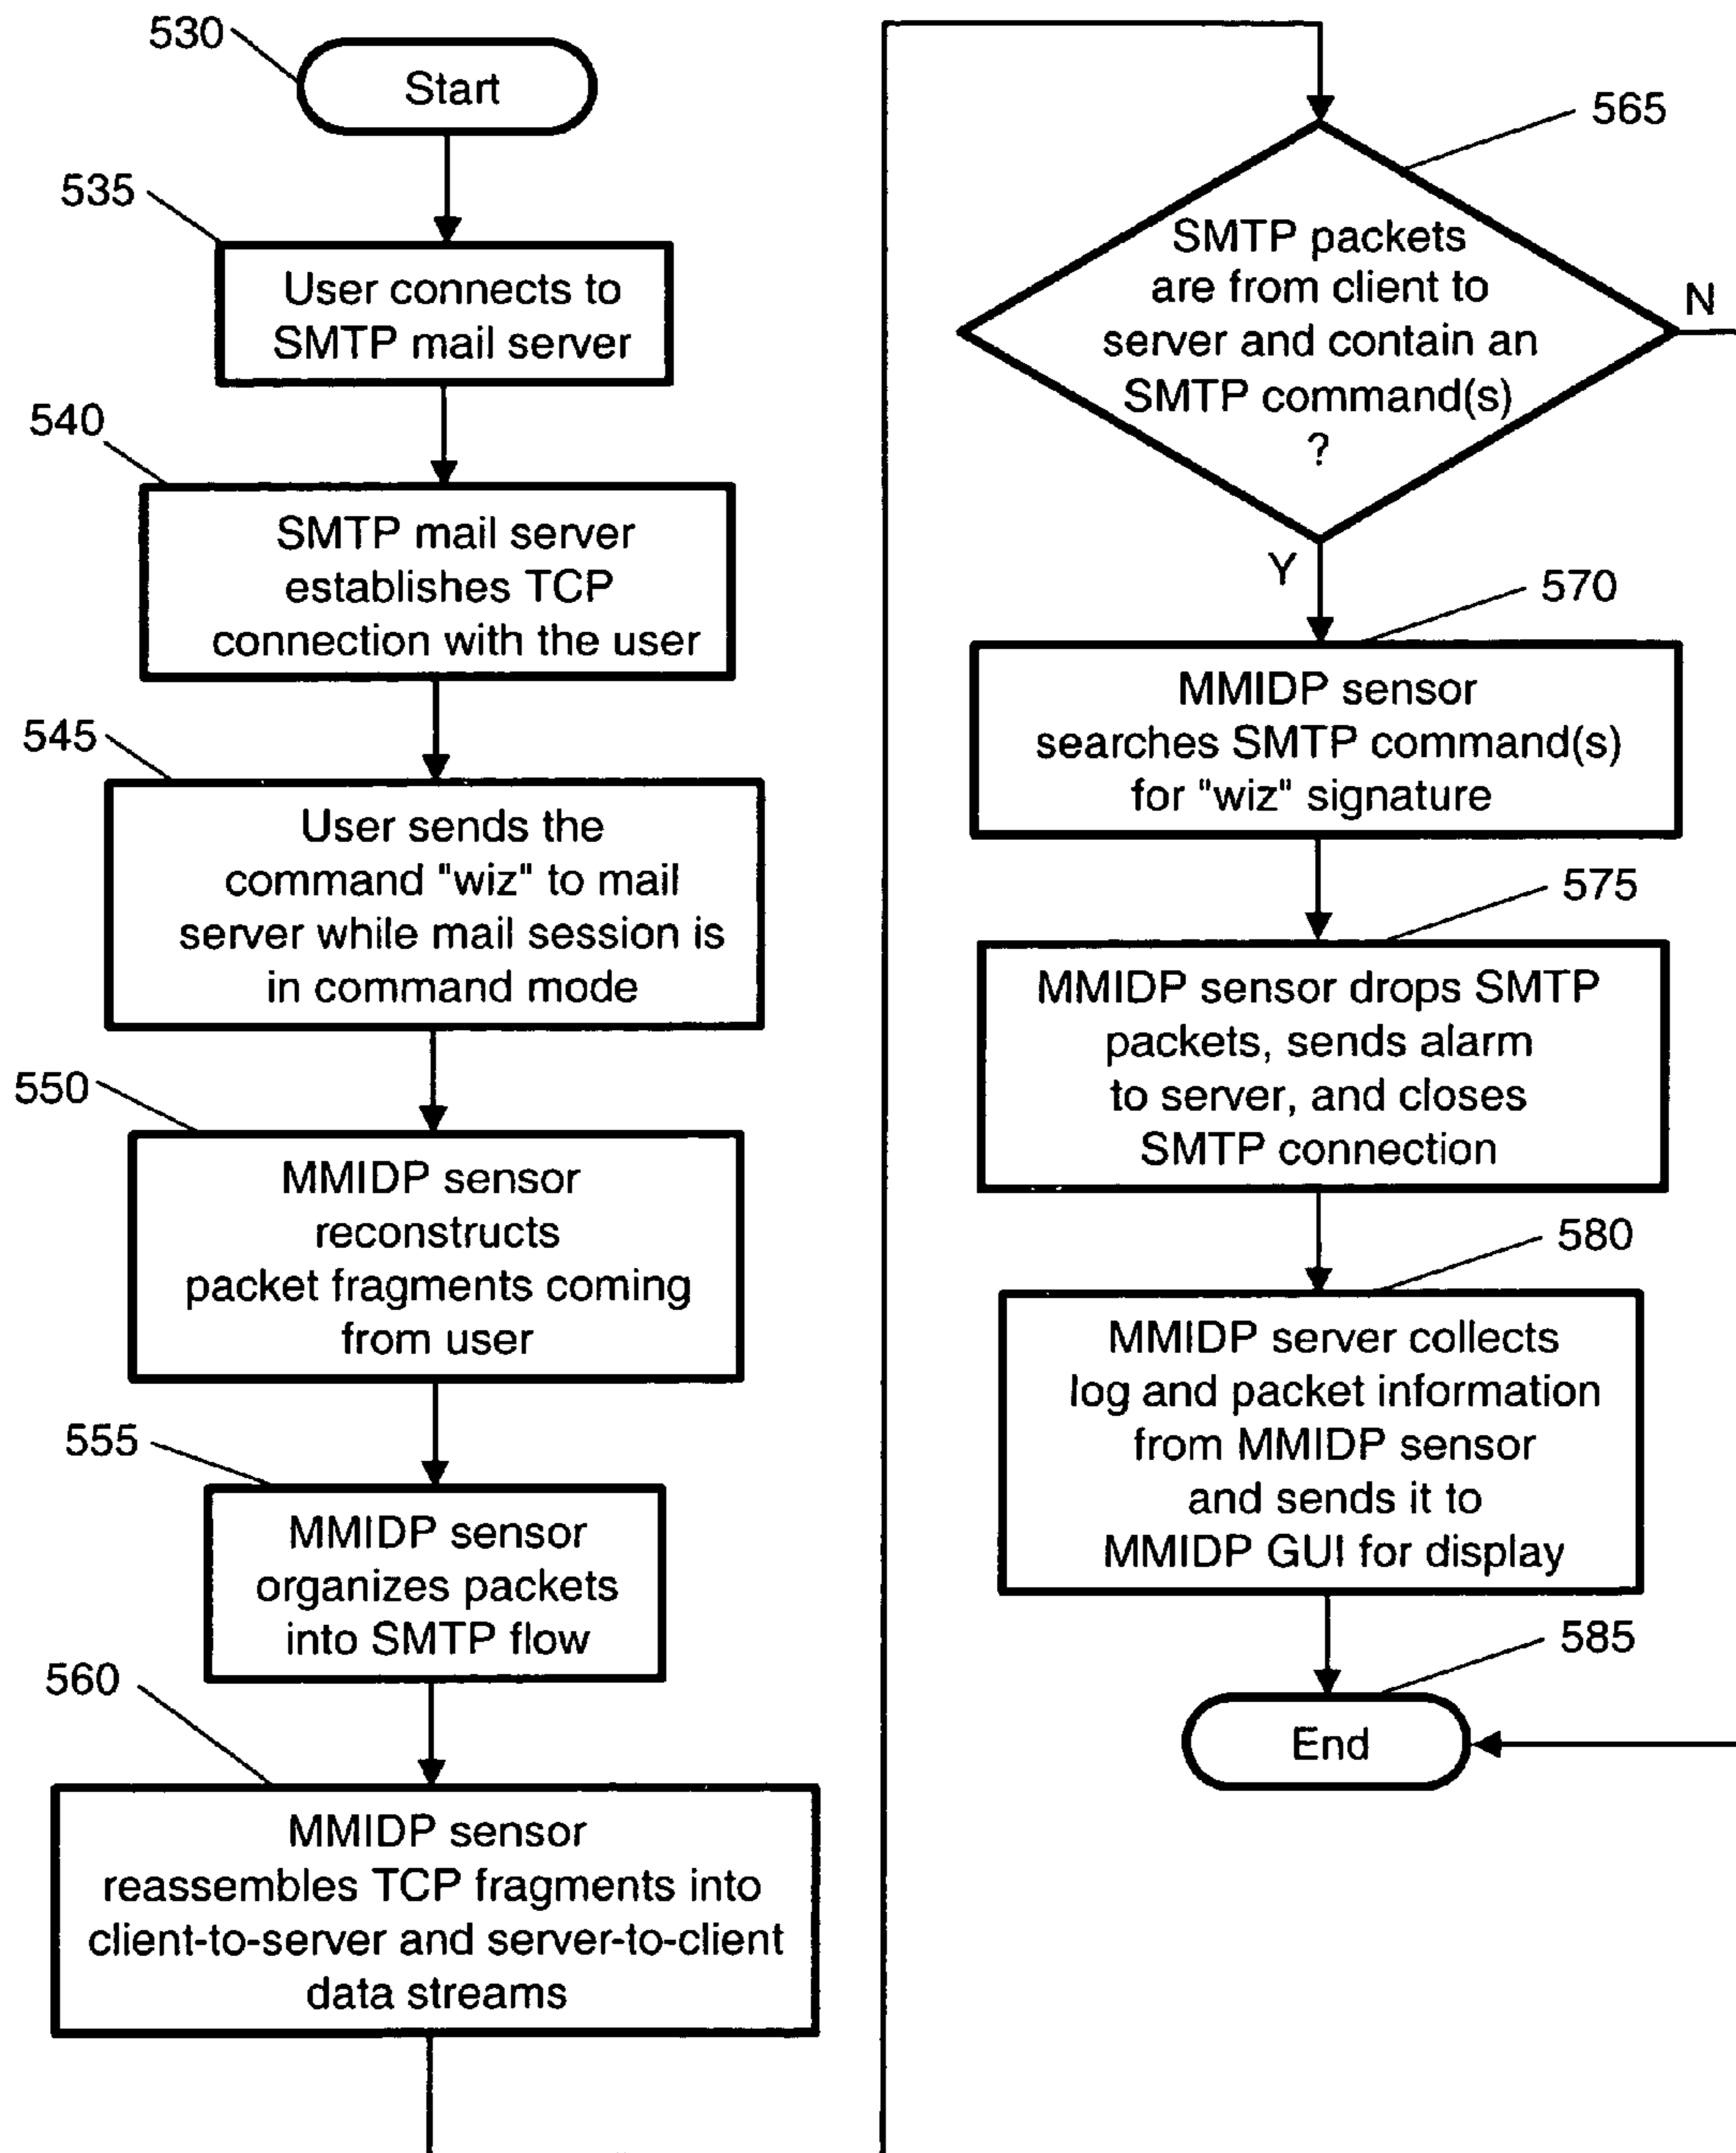 530
Start
535
User connects to
SMTP mail server
540
SMTP mail server
establishes TCP
connection with the user
545
User sends the
command "wiz" to mail
server while mail session is
in command mode
550
MMIDP sensor
reconstructs
packet fragments coming
from user
555
MMIDP sensor
organizes packets
into SMTP flow
560
MMIDP sensor
reassembles TCP fragments into
client-to-server and server-to-client
data streams
565
SMTP packets
are from client to
server and contain an
SMTP command(s)
?
N
Y
570
MMIDP sensor
searches SMTP command(s)
for "wiz" signature
575
MMIDP sensor drops SMTP
packets, sends alarm
to server, and closes
SMTP connection
580
MMIDP server collects
log and packet information
from MMIDP sensor
and sends it to
MMIDP GUI for display
585
End